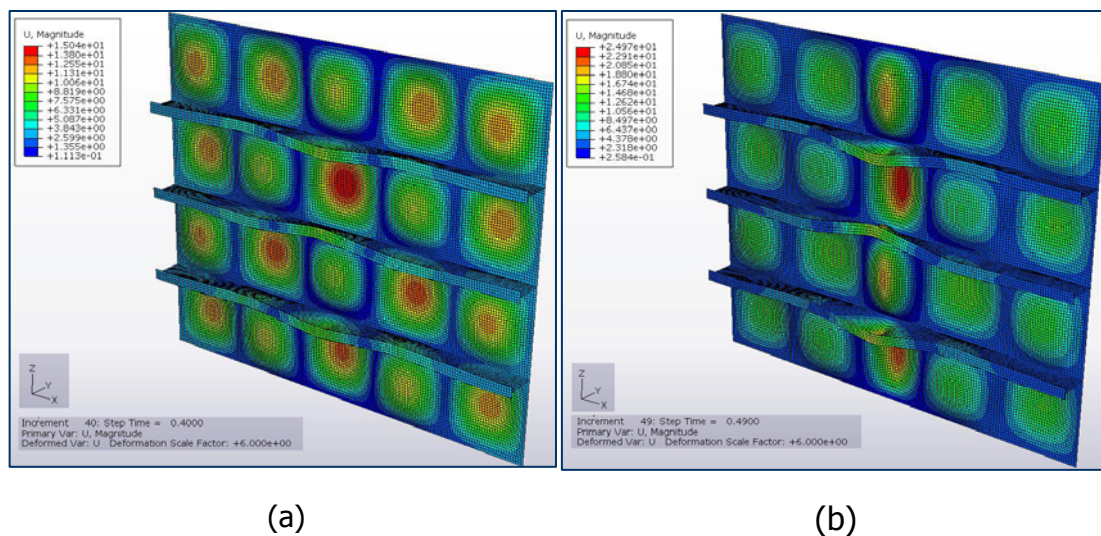 U, Magnitude
+1.504e+01
+1.380e+01
+1.255e+01
+1.131e+01
+1.006e+01
+8.819e+00
+7.575e+00
+6.331e+00
+5.087e+00
+3.843e+00
+2.599e+00
+1.355e+00
+1.113e-01
Z
Y
X
Increment 40: Step Time = 0.4000
Primary Var: U, Magnitude
Deformed Var: U Deformation Scale Factor: +6.000e+00
(a)
U, Magnitude
+2.497e+01
+2.291e+01
+2.085e+01
+1.880e+01
+1.674e+01
+1.468e+01
+1.262e+01
+1.056e+01
+8.497e+00
+6.437e+00
+4.378e+00
+2.318e+00
+2.584e-01
Z
Y
X
Increment 49: Step Time = 0.4900
Primary Var: U, Magnitude
Deformed Var: U Deformation Scale Factor: +6.000e+00
(b)